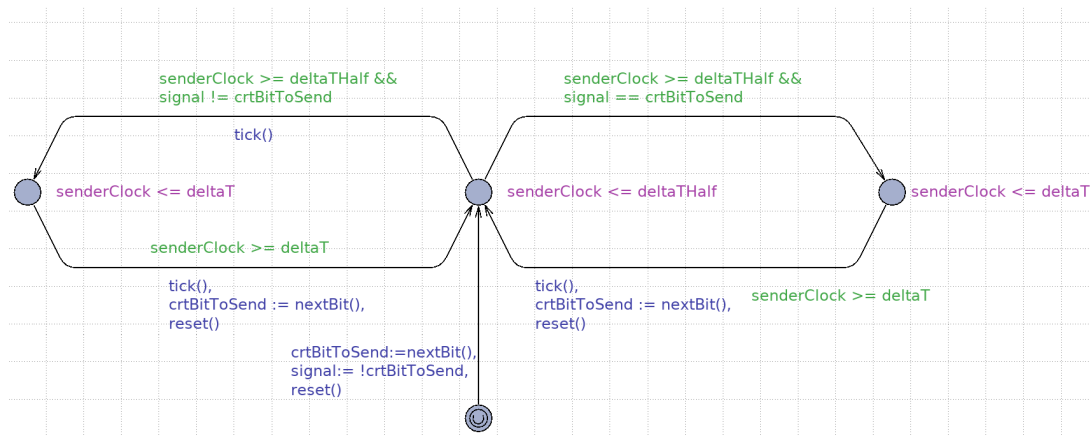 senderClock >= deltaTHalf &&
signal != crtBitToSend
tick()
senderClock >= deltaTHalf &&
signal == crtBitToSend
senderClock <= deltaT
senderClock <= deltaTHalf
senderClock <= deltaT
senderClock >= deltaT
tick(),
crtBitToSend := nextBit(),
reset()
tick(),
crtBitToSend := nextBit(),
reset()
senderClock >= deltaT
crtBitToSend:=nextBit(),
signal:= !crtBitToSend,
reset()